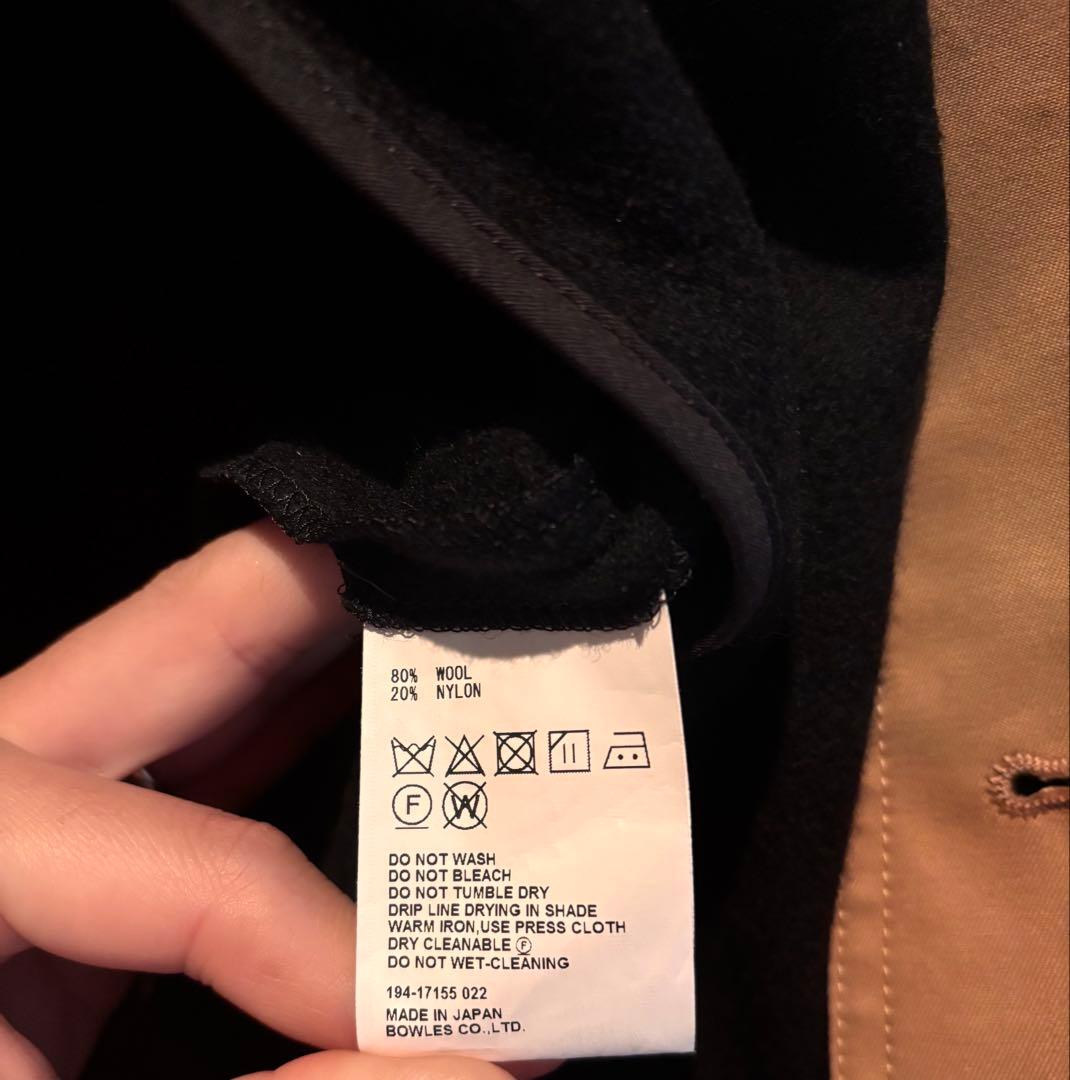 80% WOOL
20% NYLON
F W
DO NOT WASH
DO NOT BLEACH
DO NOT TUMBLE DRY
DRIP LINE DRYING IN SHADE
WARM IRON,USE PRESS CLOTH
DRY CLEANABLE Ⓕ
DO NOT WET-CLEANING
194-17155 022
MADE IN JAPAN
BOWLES CO.,LTD.